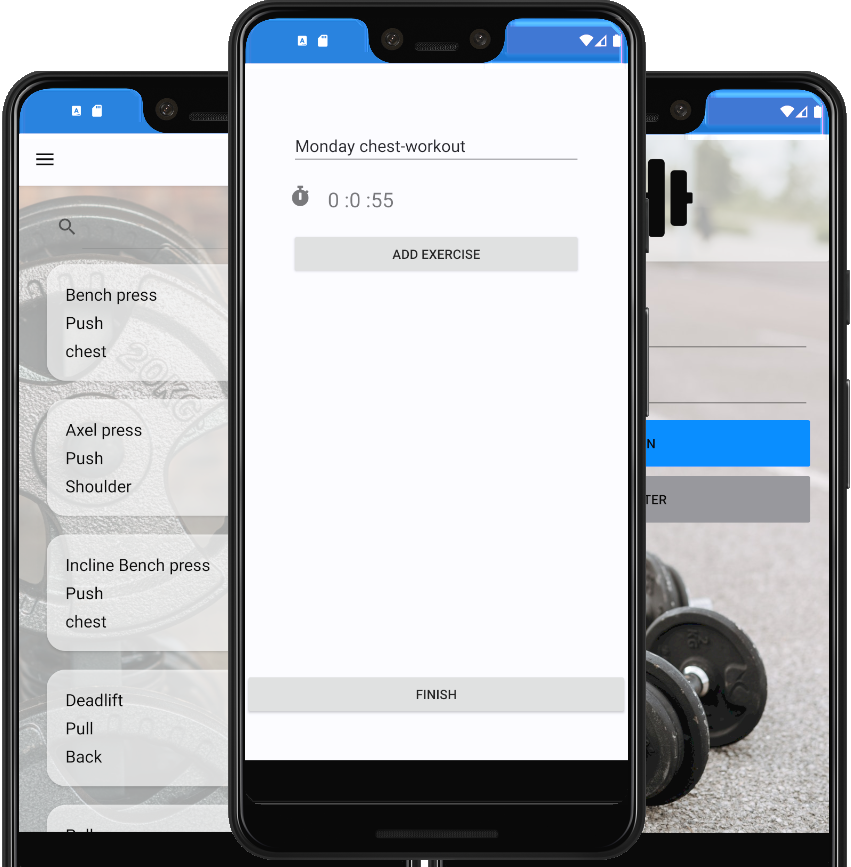 Monday chest-workout
0 :0 :55
ADD EXERCISE
FINISH
Bench press
Push
chest
20KG
Axel press
Push
Shoulder
Incline Bench press
Push
chest
Deadlift
Pull
Back
N
TER